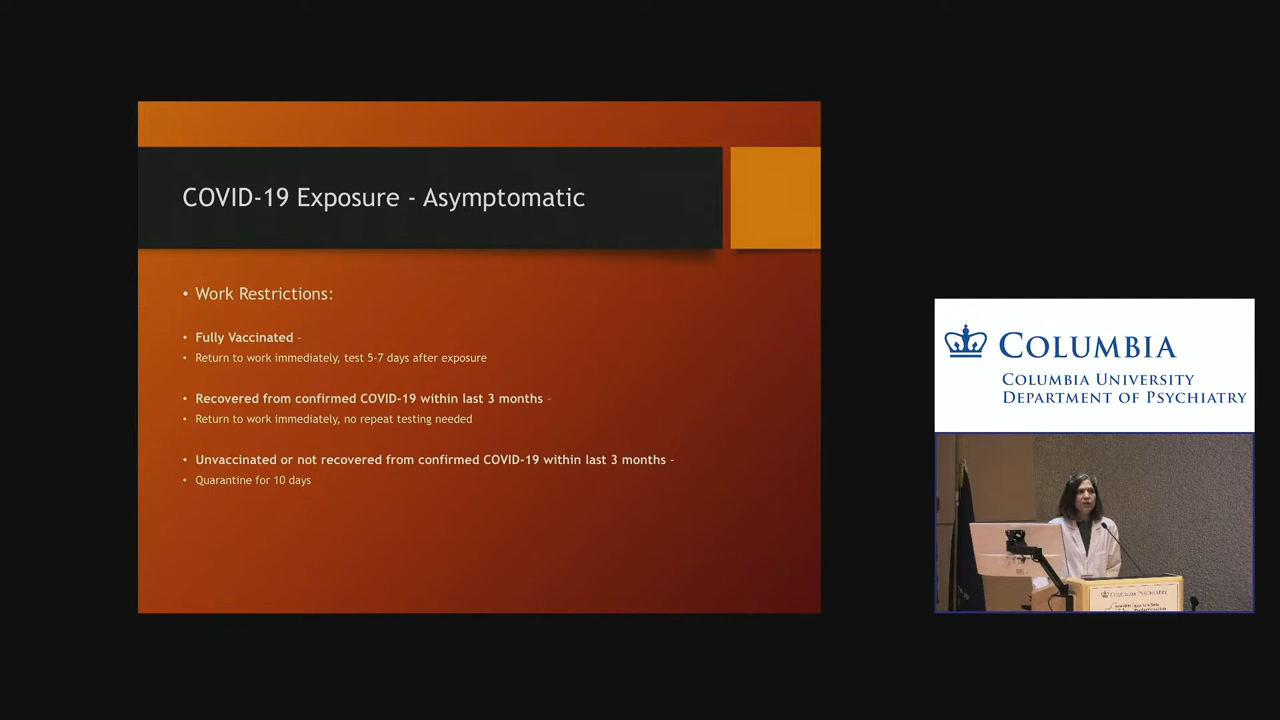 COVID-19 Exposure - Asymptomatic
• Work Restrictions:
• Fully Vaccinated –
• Return to work immediately, test 5-7 days after exposure
• Recovered from confirmed COVID-19 within last 3 months –
• Return to work immediately, no repeat testing needed
• Unvaccinated or not recovered from confirmed COVID-19 within last 3 months -
• Quarantine for 10 days
COLUMBIA
COLUMBIA UNIVERSITY
DEPARTMENT OF PSYCHIATRY
COLUMBIA PSYCHIATRY